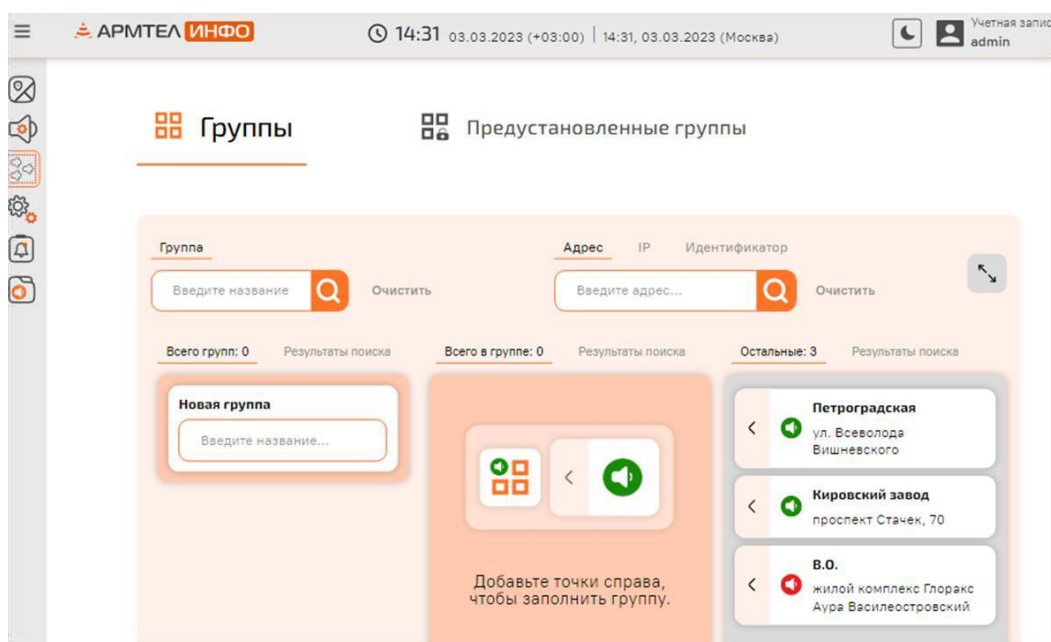 АРМТЕЛ ИНФО
14:31 03.03.2023 (+03:00) | 14:31, 03.03.2023 (Москва)
Учетная запис
admin
Группы
Предустановленные группы
Группа
Адрес IP Идентификатор
Введите название
Очистить
Введите адрес...
Очистить
Всего групп: 0 Результаты поиска
Всего в группе: 0 Результаты поиска
Остальные: 3 Результаты поиска
Новая группа
Введите название...
Добавьте точки справа,
чтобы заполнить группу.
Петроградская
ул. Всеволода
Вишневского
Кировский завод
проспект Стачек, 70
В.О.
жилой комплекс Глоракс
Аура Василеостровский